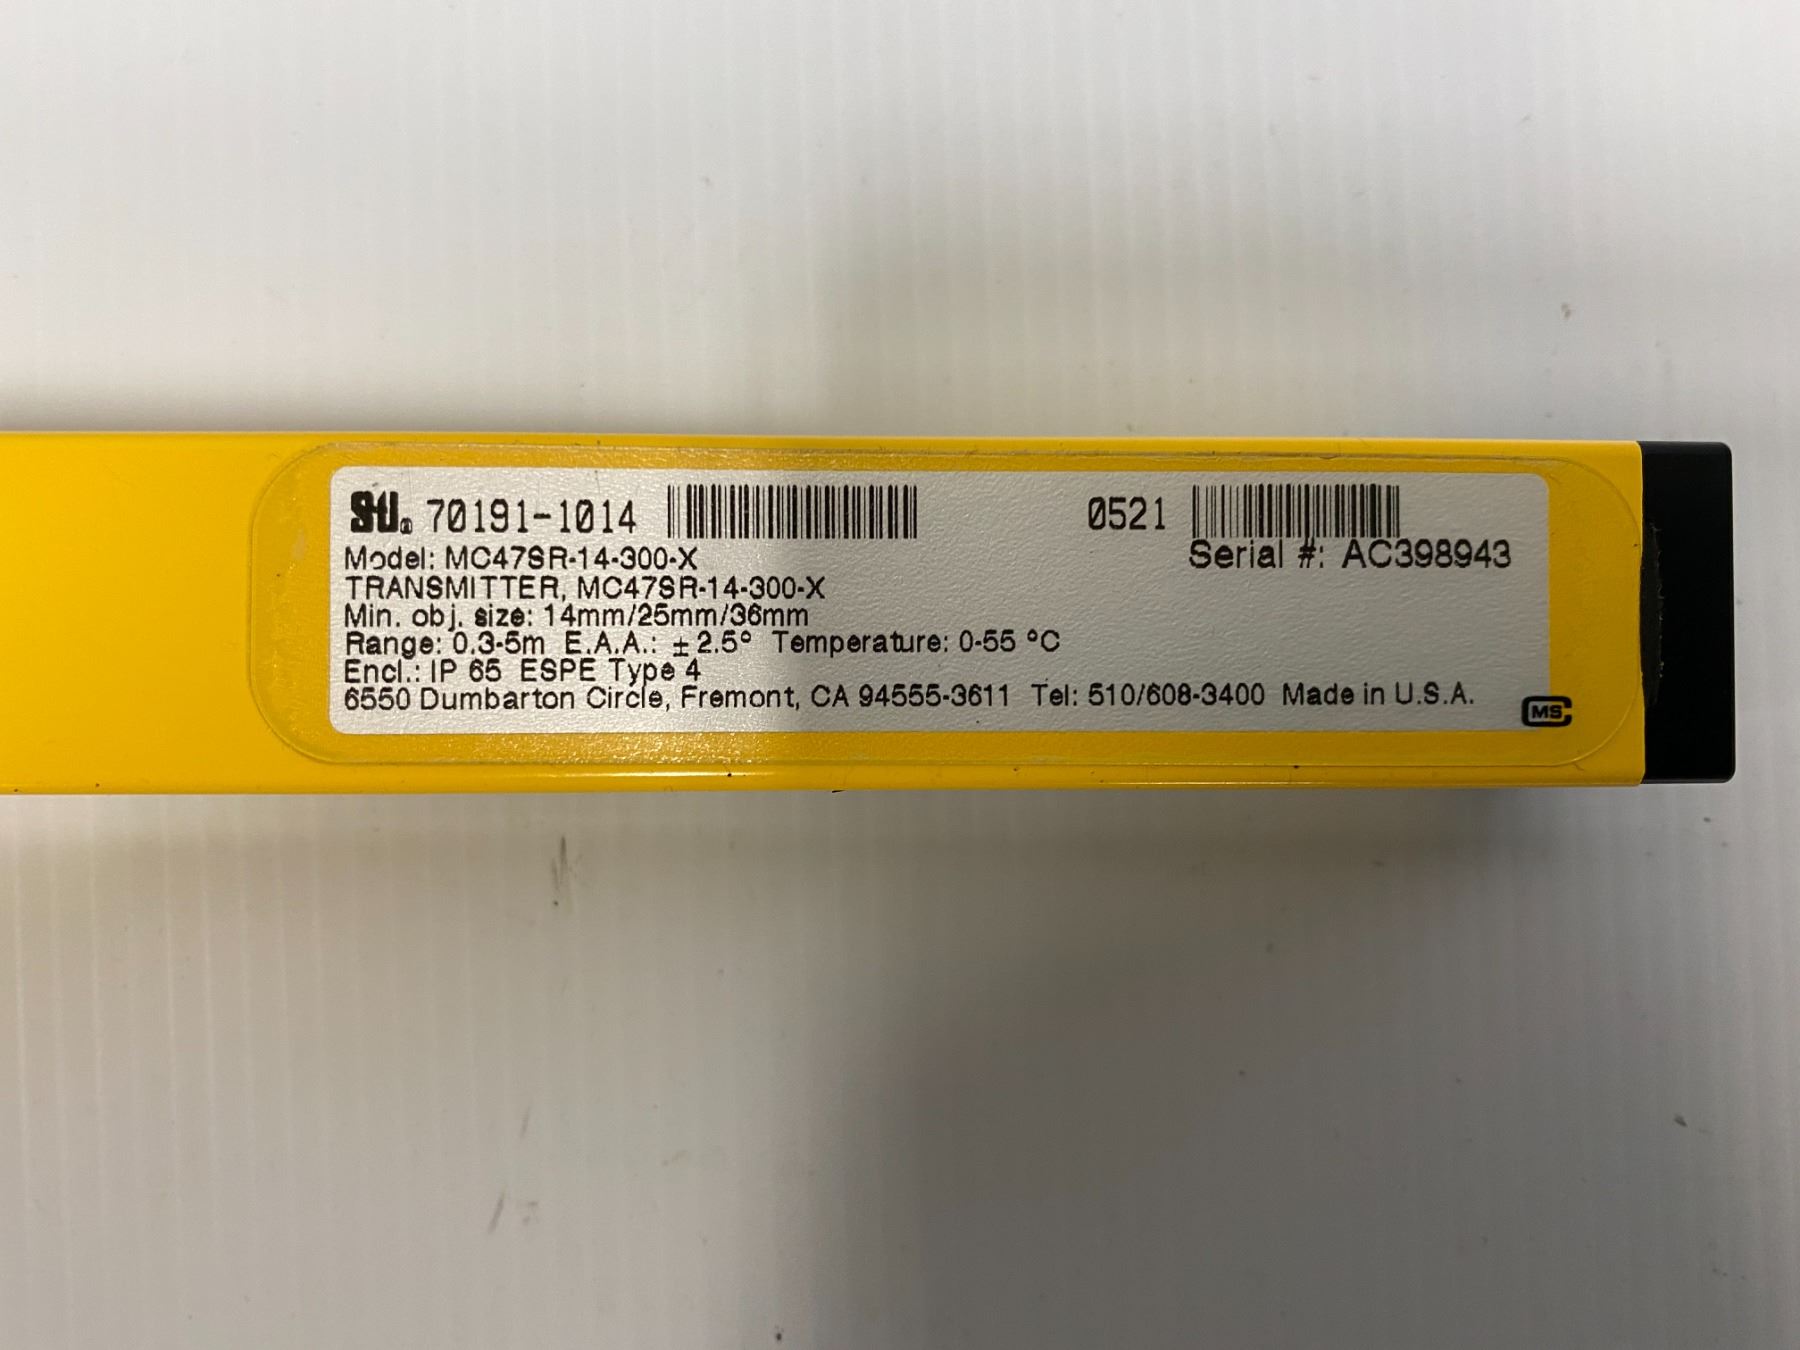 STI® 70191-1014 0521
Model: MC47SR-14-300-X Serial #: AC398943
TRANSMITTER, MC47SR-14-300-X
Min. obj. size: 14mm/25mm/36mm
Range: 0.3-5m E.A.A.: ± 2.5° Temperature: 0-55 °C
Encl.: IP 65 ESPE Type 4
6550 Dumbarton Circle, Fremont, CA 94555-3611 Tel: 510/608-3400 Made in U.S.A.
MS